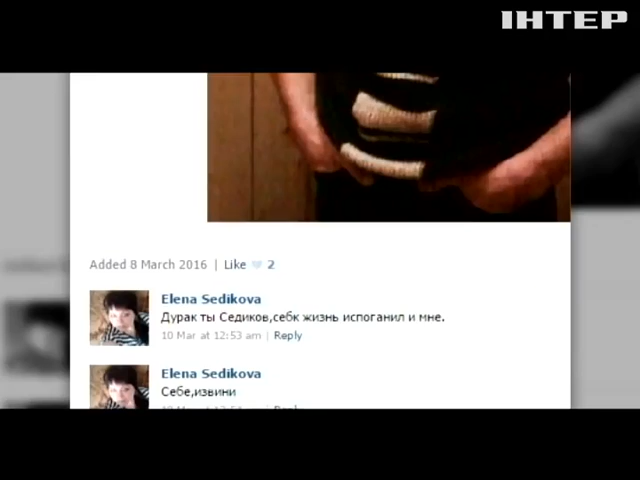 ІНТЕР
Added 8 March 2016 | Like 2
Elena Sedikova
Дурак ты Седиков,себк жизнь испоганил и мне.
10 Mar at 12:53 am | Reply
Elena Sedikova
Себе,извини